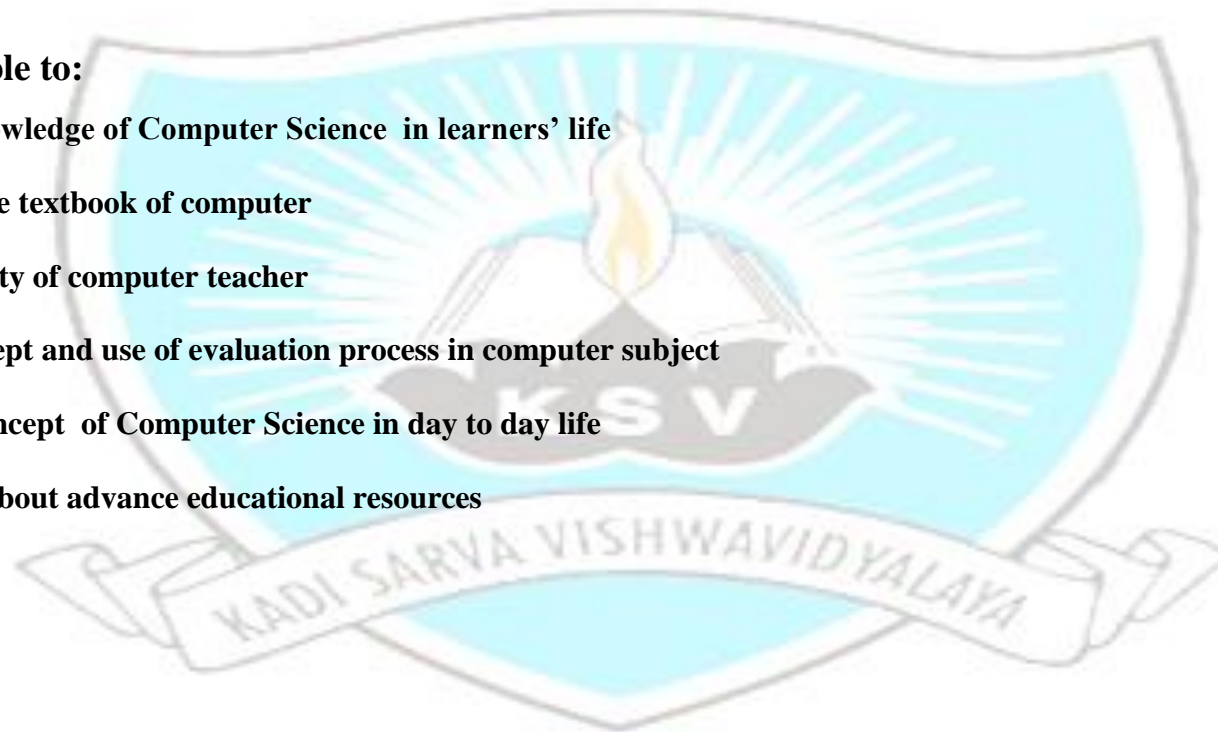 ble to:
owledge of Computer Science in learners’ life
e textbook of computer
ty of computer teacher
ept and use of evaluation process in computer subject
ncept of Computer Science in day to day life
bout advance educational resources
KSV
KADI SARVA VISHWAVIDYALAYA